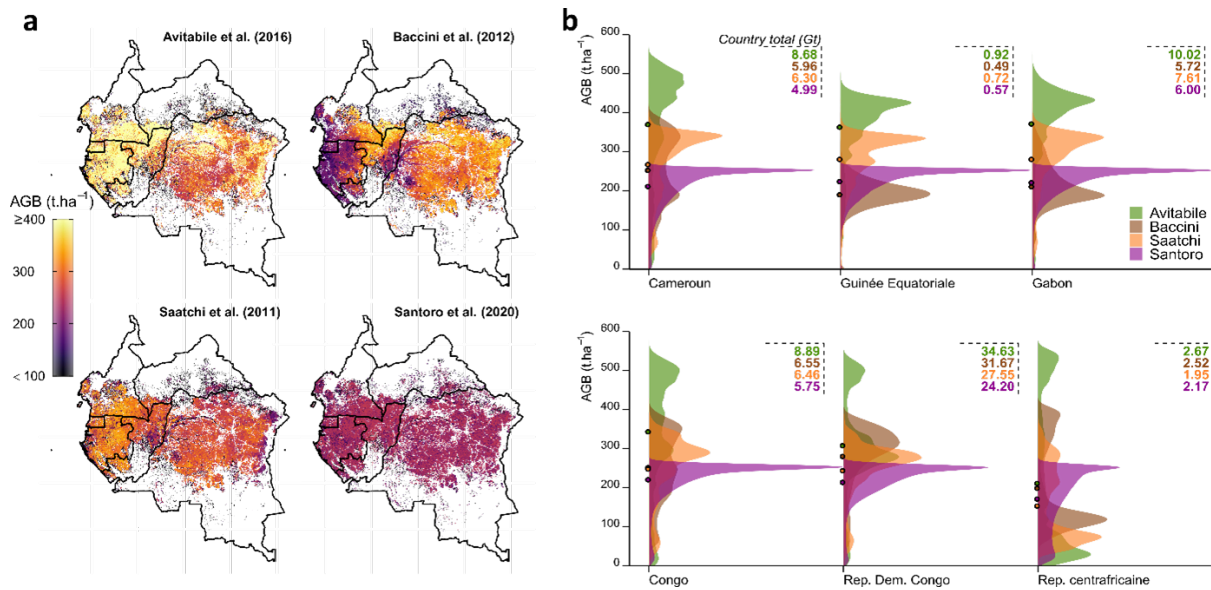 a
Avitabile et al. (2016)
Baccini et al. (2012)
AGB (t.ha⁻¹)
≥400
300
200
< 100
Saatchi et al. (2011)
Santoro et al. (2020)
b
AGB (t.ha⁻¹)
600
500
400
300
200
100
0
Country total (Gt)
8.68
5.96
6.30
4.99
0.92
0.49
0.72
0.57
10.02
5.72
7.61
6.00
Avitabile
Baccini
Saatchi
Santoro
Cameroun
Guinée Equatoriale
Gabon
AGB (t.ha⁻¹)
600
500
400
300
200
100
0
8.89
6.55
6.46
5.75
34.63
31.67
27.55
24.20
2.67
2.52
1.95
2.17
Congo
Rep. Dem. Congo
Rep. centrafricaine